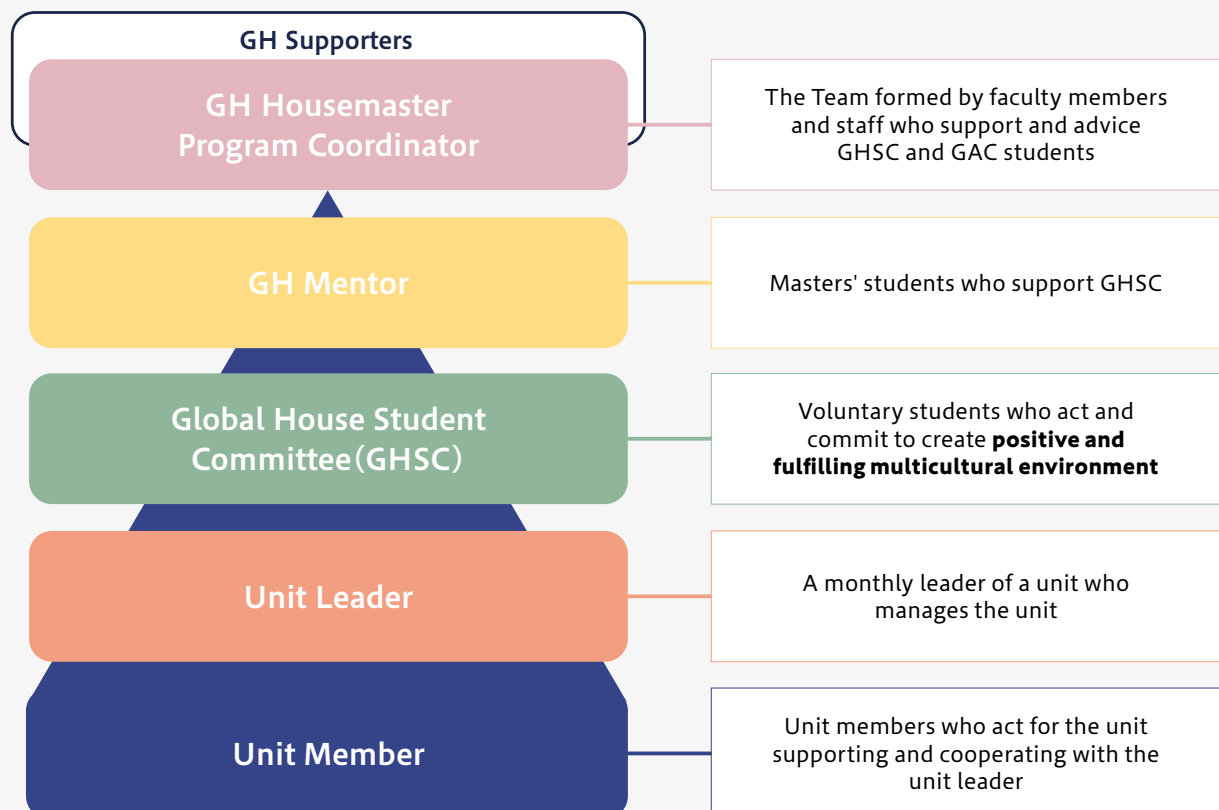 GH Supporters
GH Housemaster
Program Coordinator
The Team formed by faculty members
and staff who support and advice
GHSC and GAC students
GH Mentor
Masters' students who support GHSC
Global House Student
Committee(GHSC)
Voluntary students who act and
commit to create positive and
fulfilling multicultural environment
Unit Leader
A monthly leader of a unit who
manages the unit
Unit Member
Unit members who act for the unit
supporting and cooperating with the
unit leader